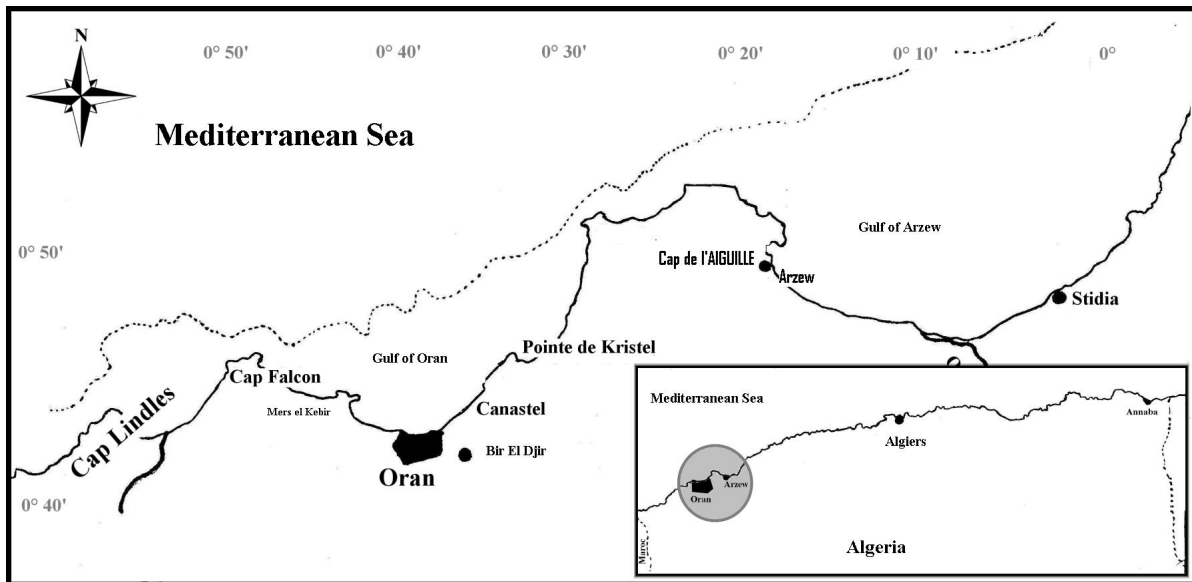 N
0° 50'
0° 40'
0° 30'
0° 20'
0° 10'
0°
Mediterranean Sea
Gulf of Arzew
0° 50'
Cap de l'AIGUILLE
Arzew
Stidia
Pointe de Kristel
Gulf of Oran
Cap Falcon
Mers el Kehir
Canastel
Cap Lindles
Bir El Djir
Oran
0° 40'
Mediterranean Sea
Annaba
Algiers
Arzew
Oran
Maroc
Algeria